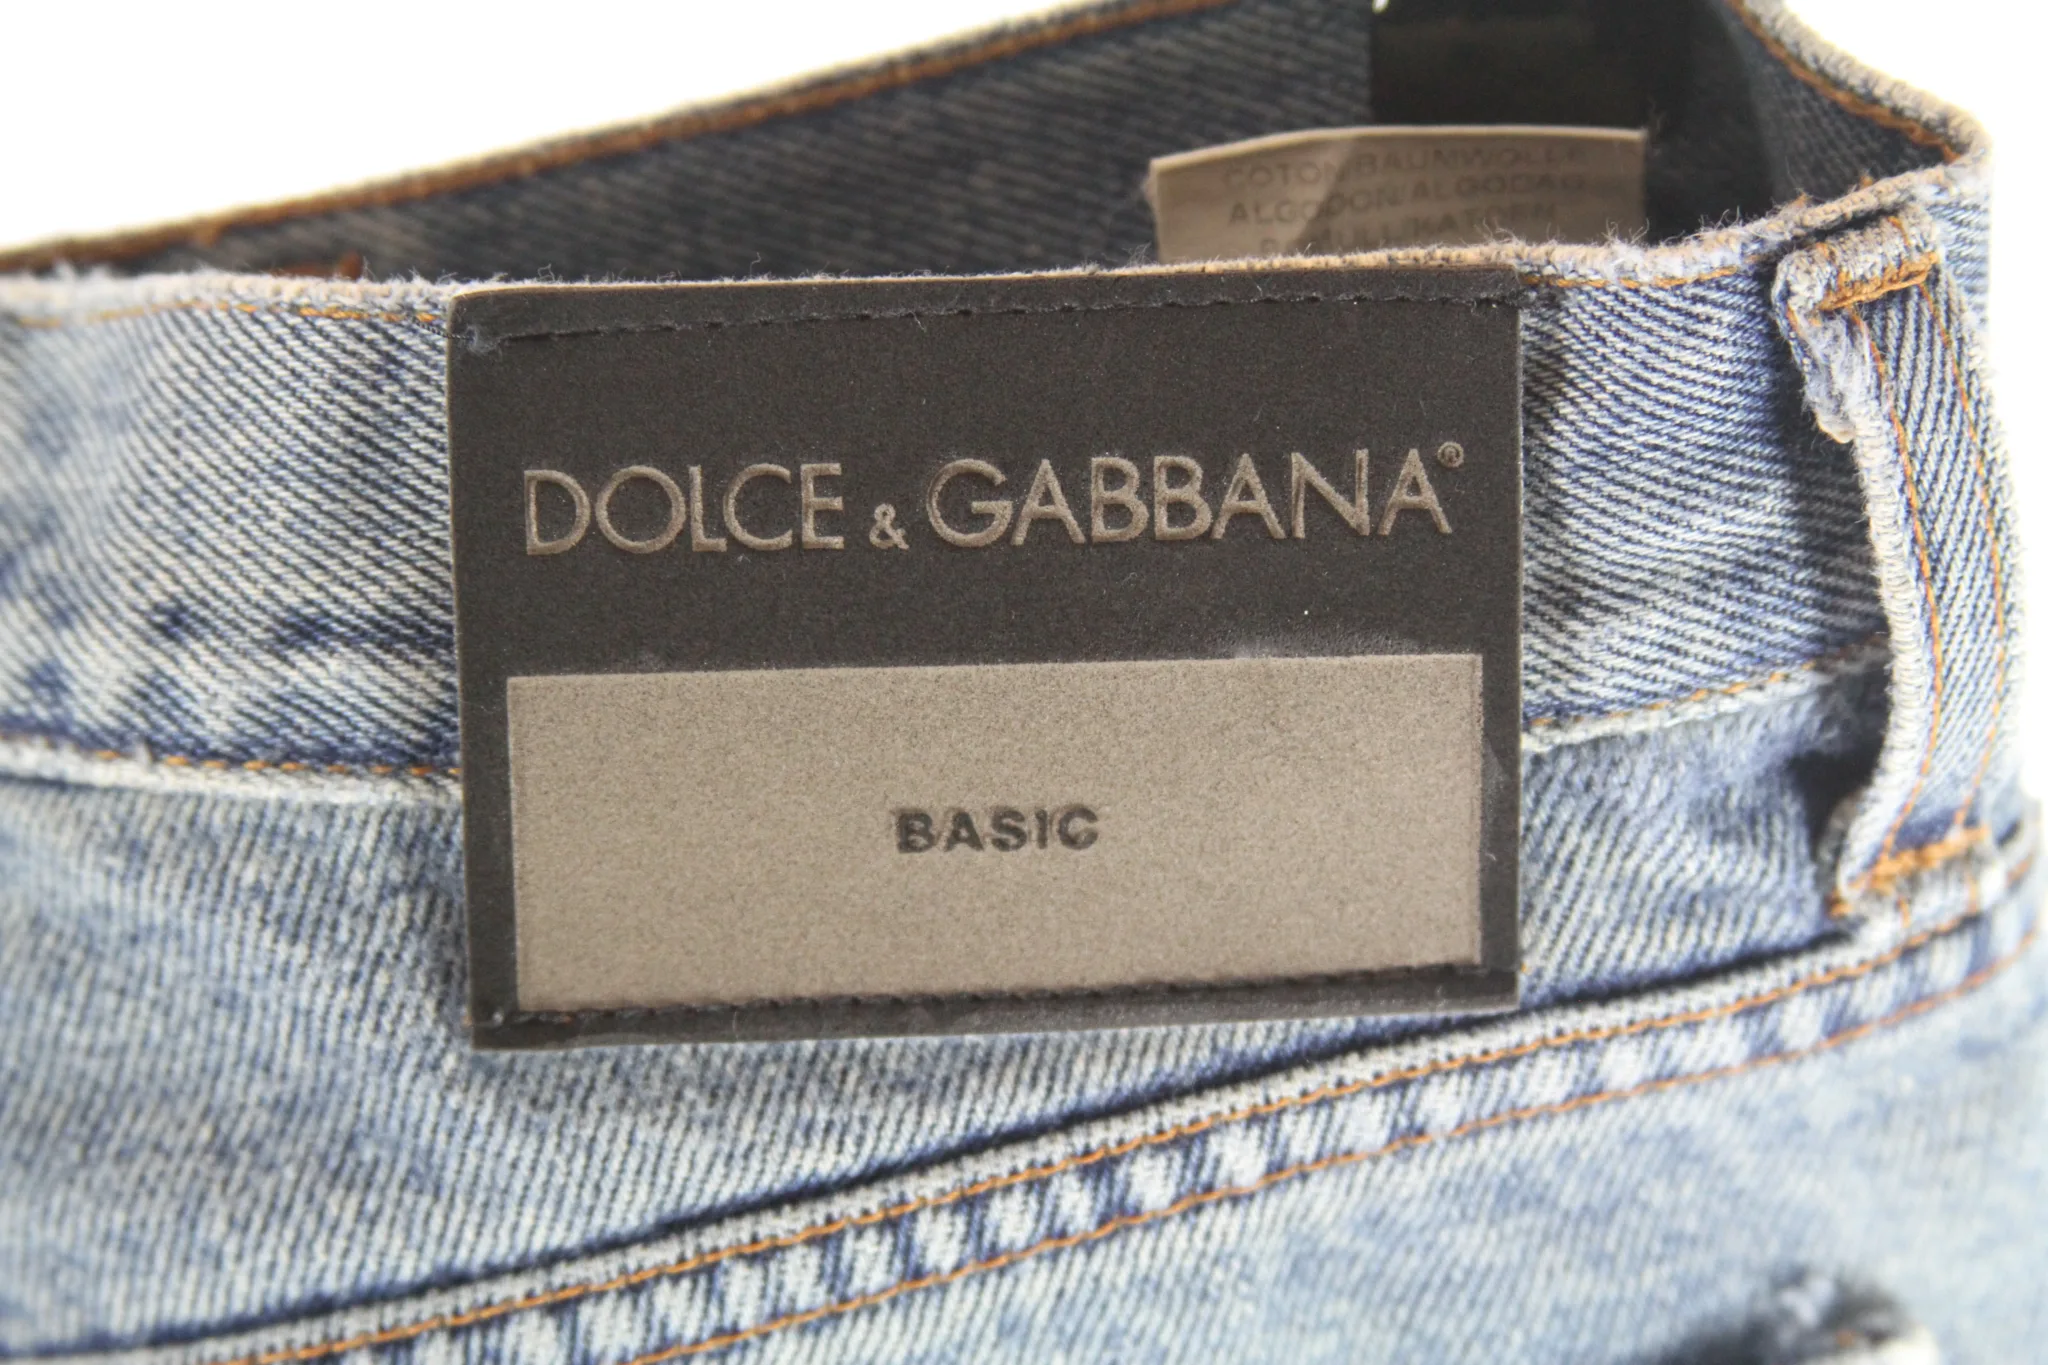 COTON/BAUMWOLLE
ALGODON/ALGODAO
DOLCE & GABBANA®
BASIC